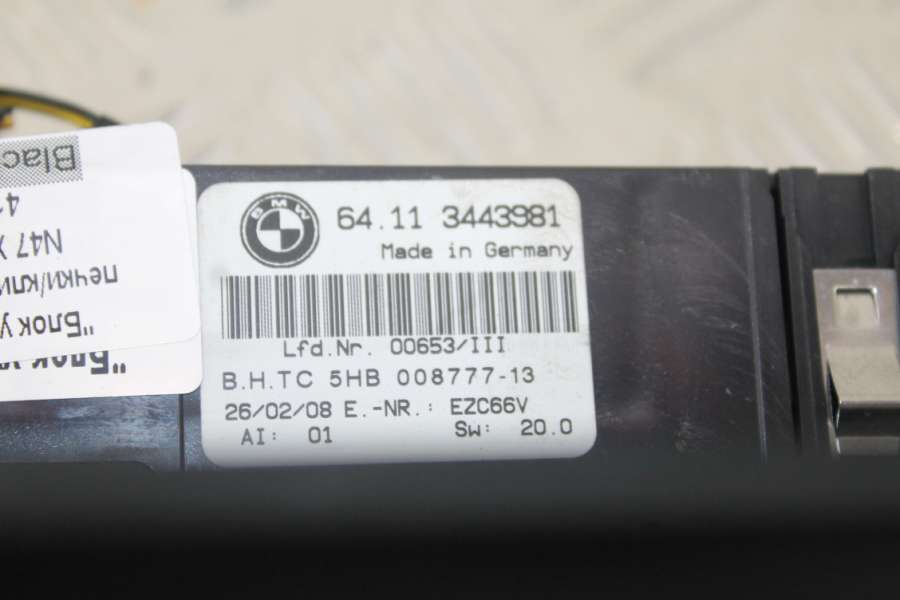 BMW
64.11 3443981
Made in Germany
Lfd.Nr. 00653/III
B.H.TC 5HB 008777-13
26/02/08 E.-NR.: EZC66V
AI: 01 Sw: 20.0
"Блок
"Блок
печки/кли
N47